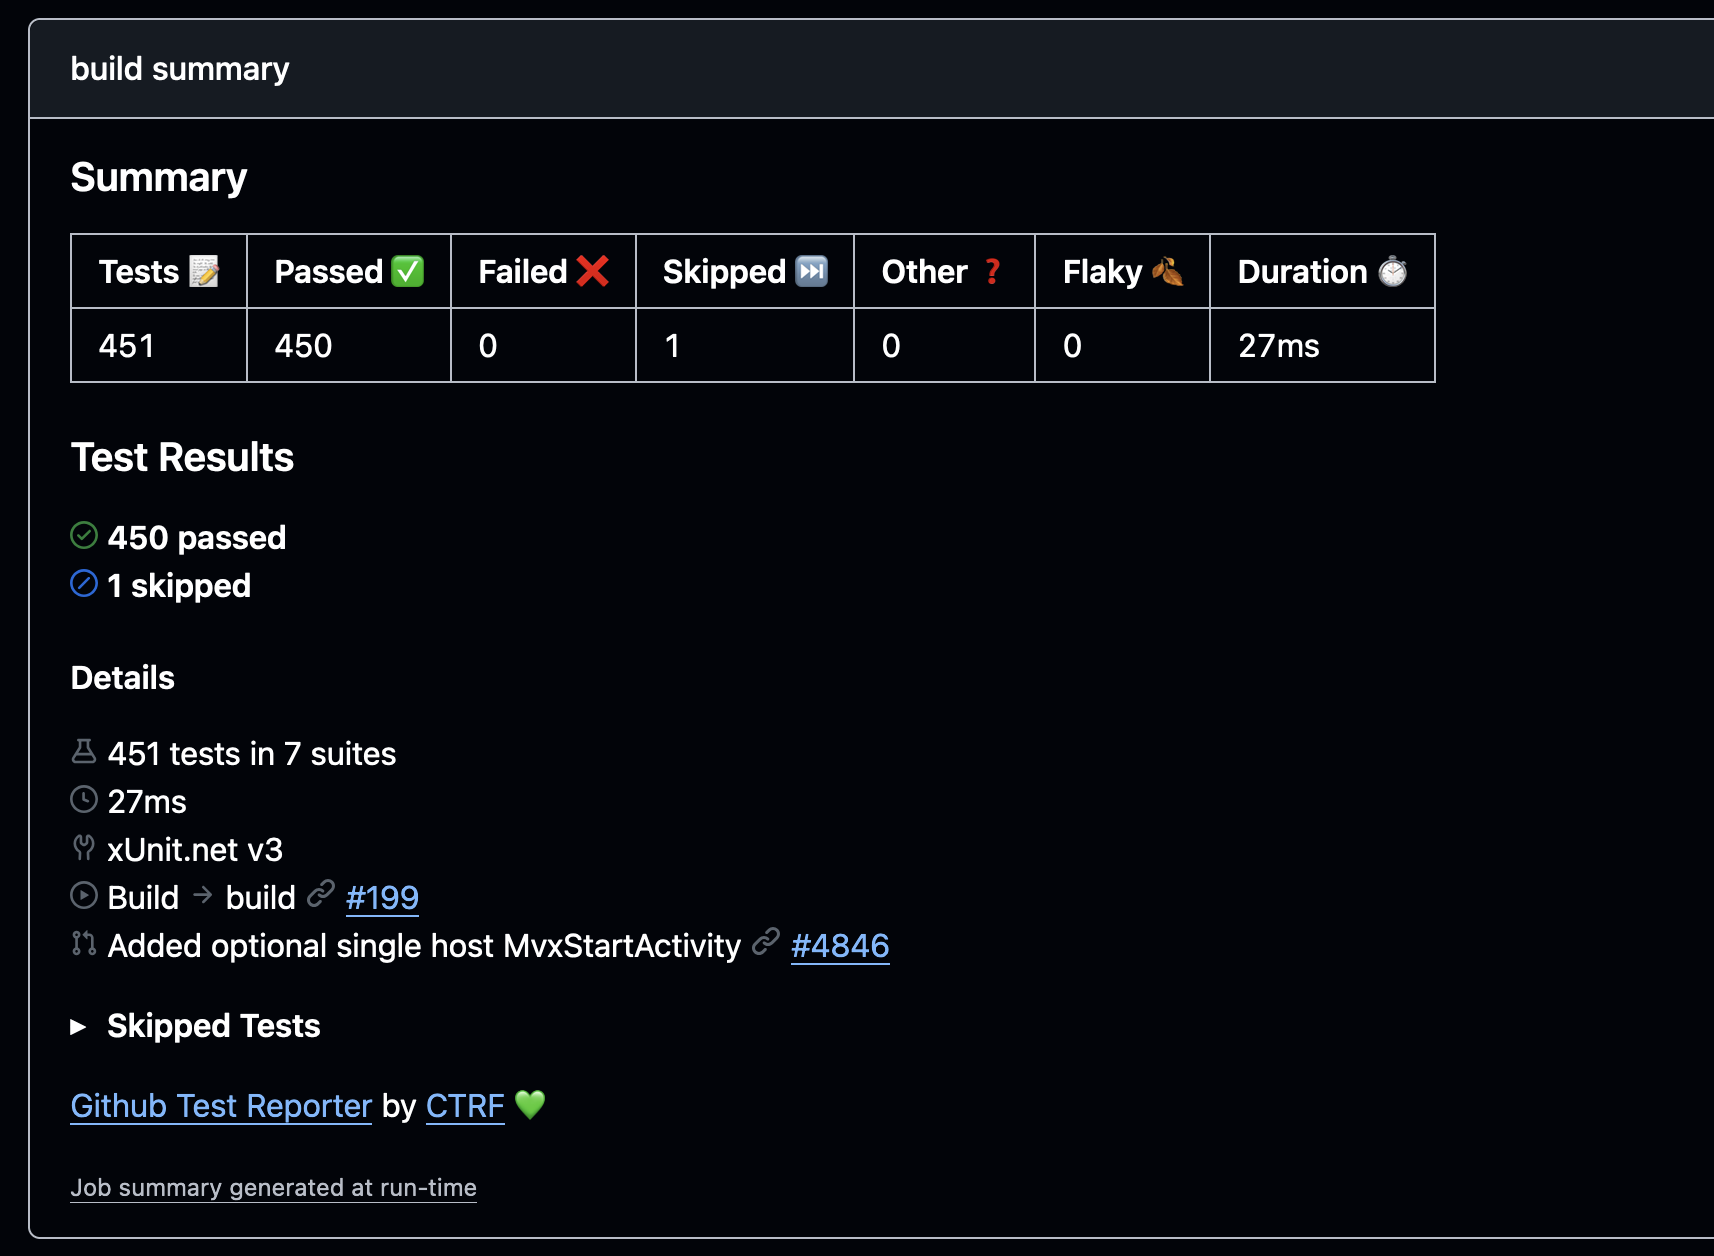 build summary
Summary
Tests 📝 Passed ✅ Failed ❌ Skipped ⏭️ Other ❓ Flaky 🍂 Duration ⏱️
451 450 0 1 0 0 27ms
Test Results
450 passed
1 skipped
Details
451 tests in 7 suites
27ms
xUnit.net v3
Build → build #199
Added optional single host MvxStartActivity #4846
Skipped Tests
Github Test Reporter by CTRF 💚
Job summary generated at run-time